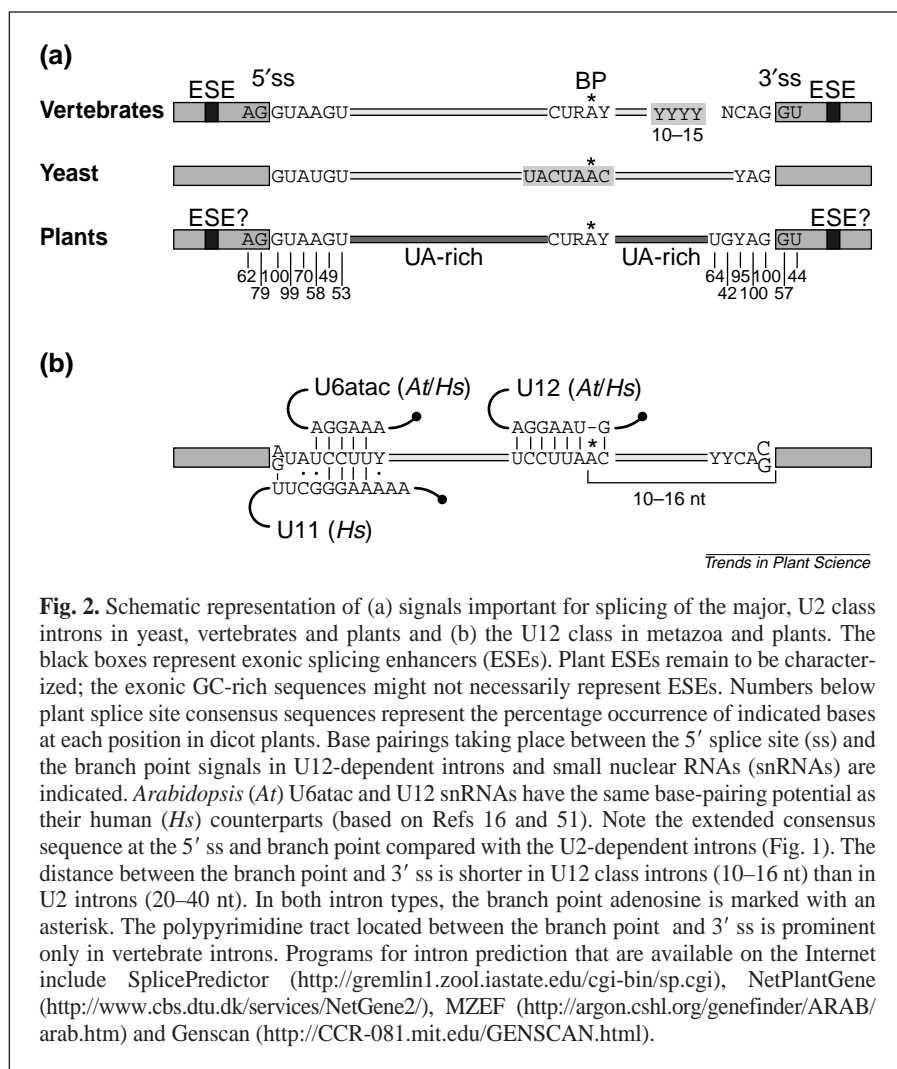 (a)
ESE 5′ss BP 3′ss ESE
Vertebrates AG GUAAGU CURAY * YYYY NCAG GU
10–15
Yeast GUAUGU UACUAAC * YAG
ESE? ESE?
Plants AG GUAAGU CURAY * UGYAG GU
UA-rich UA-rich
62 100 70 49 64 95 100 44
79 99 58 53 42 100 57
(b)
U6atac (At/Hs) U12 (At/Hs)
AGGAAA AGGAAU-G
A *
G UAUCCUUY UCCUUAAC YYCA C
G
UUCGGGAAAAA 10–16 nt
U11 (Hs)
Trends in Plant Science
Fig. 2. Schematic representation of (a) signals important for splicing of the major, U2 class
introns in yeast, vertebrates and plants and (b) the U12 class in metazoa and plants. The
black boxes represent exonic splicing enhancers (ESEs). Plant ESEs remain to be character-
ized; the exonic GC-rich sequences might not necessarily represent ESEs. Numbers below
plant splice site consensus sequences represent the percentage occurrence of indicated bases
at each position in dicot plants. Base pairings taking place between the 5′ splice site (ss) and
the branch point signals in U12-dependent introns and small nuclear RNAs (snRNAs) are
indicated. Arabidopsis (At) U6atac and U12 snRNAs have the same base-pairing potential as
their human (Hs) counterparts (based on Refs 16 and 51). Note the extended consensus
sequence at the 5′ ss and branch point compared with the U2-dependent introns (Fig. 1). The
distance between the branch point and 3′ ss is shorter in U12 class introns (10–16 nt) than in
U2 introns (20–40 nt). In both intron types, the branch point adenosine is marked with an
asterisk. The polypyrimidine tract located between the branch point and 3′ ss is prominent
only in vertebrate introns. Programs for intron prediction that are available on the Internet
include SplicePredictor (http://gremlin1.zool.iastate.edu/cgi-bin/sp.cgi), NetPlantGene
(http://www.cbs.dtu.dk/services/NetGene2/), MZEF (http://argon.cshl.org/genefinder/ARAB/
arab.htm) and Genscan (http://CCR-081.mit.edu/GENSCAN.html).